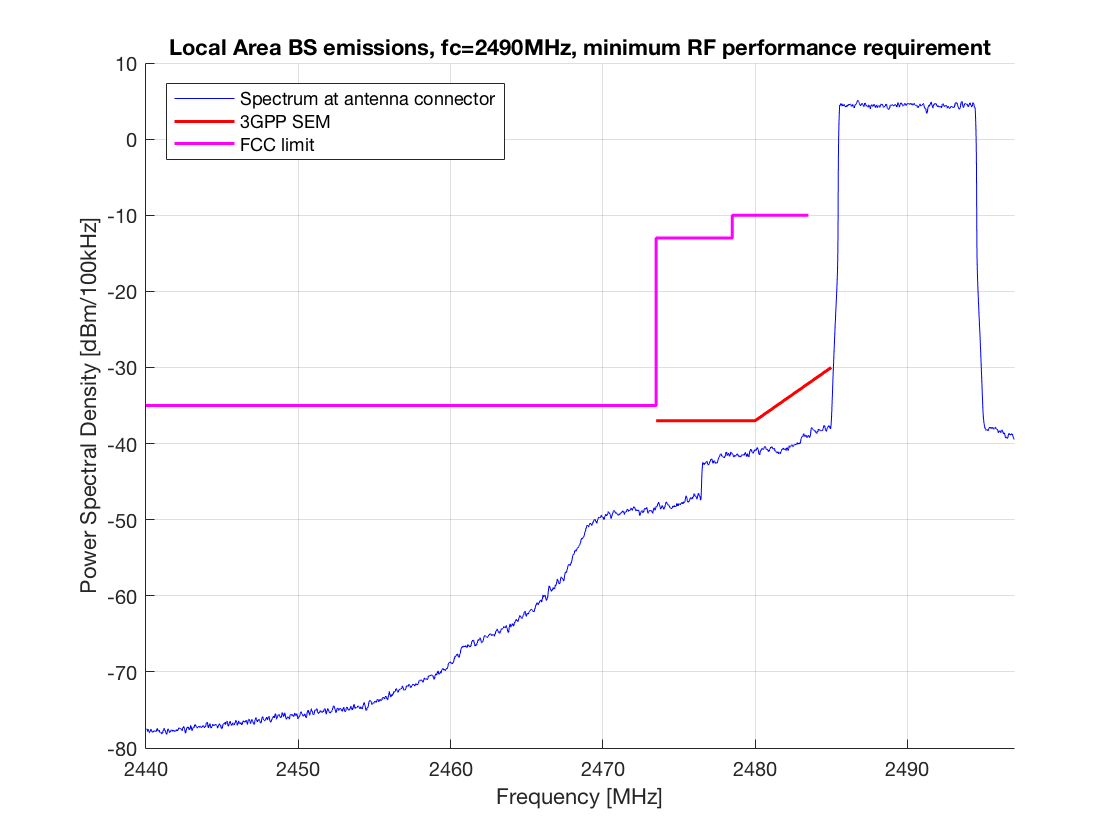 Local Area BS emissions, fc=2490MHz, minimum RF performance requirement
Spectrum at antenna connector
3GPP SEM
FCC limit
Power Spectral Density [dBm/100kHz]
10
0
-10
-20
-30
-40
-50
-60
-70
-80
2440 2450 2460 2470 2480 2490
Frequency [MHz]